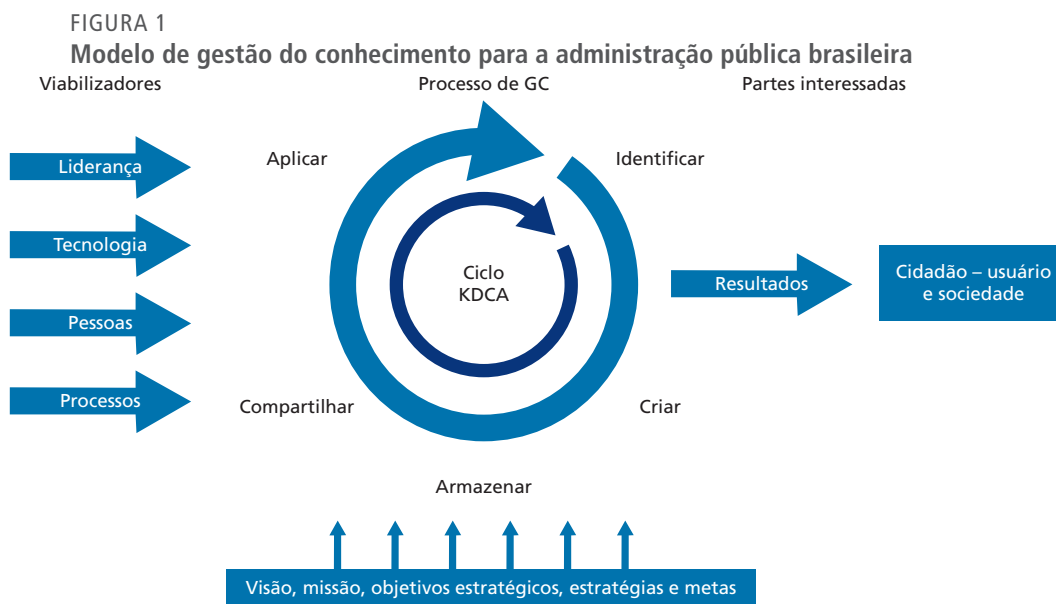 FIGURA 1
Modelo de gestão do conhecimento para a administração pública brasileira
Viabilizadores
Processo de GC
Partes interessadas
Liderança
Tecnologia
Pessoas
Processos
Aplicar
Identificar
Ciclo
KDCA
Compartilhar
Criar
Armazenar
Resultados
Cidadão – usuário
e sociedade
Visão, missão, objetivos estratégicos, estratégias e metas